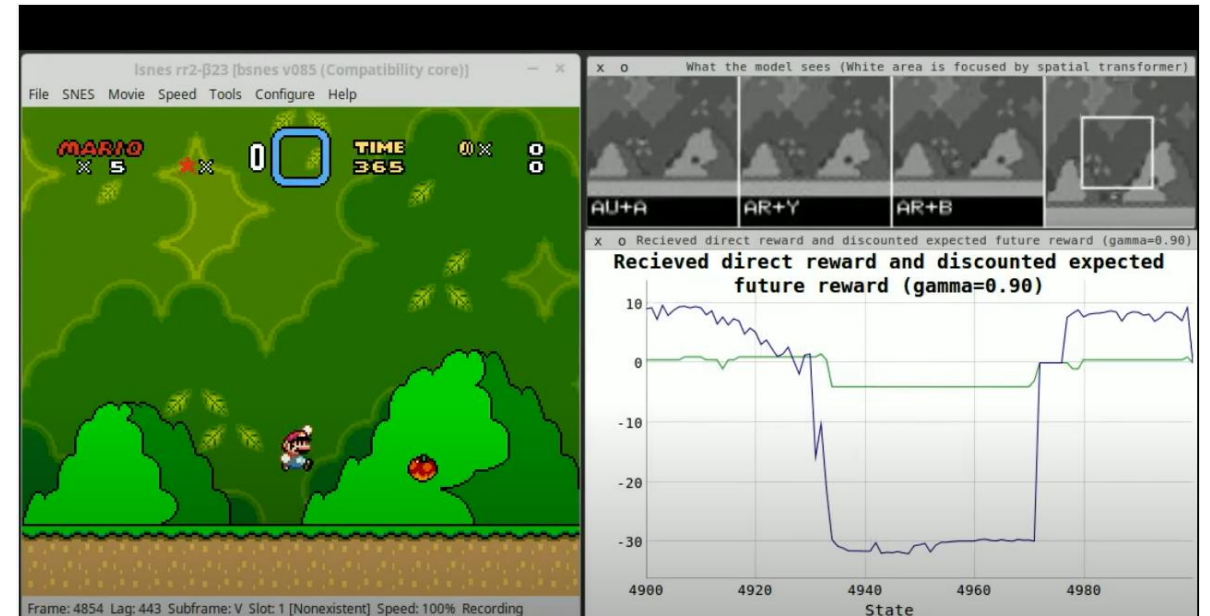 lsnes rr2-β23 [bsnes v085 (Compatibility core)]
File SNES Movie Speed Tools Configure Help
MARIO TIME
x 5 x 0 365 x 0
0
Frame: 4854 Lag: 443 Subframe: V Slot: 1 [Nonexistent] Speed: 100% Recording
x o What the model sees (White area is focused by spatial transformer)
AU+A AR+Y AR+B
x o Recieved direct reward and discounted expected future reward (gamma=0.90)
Recieved direct reward and discounted expected
future reward (gamma=0.90)
10
0
-10
-20
-30
4900 4920 4940 4960 4980
State